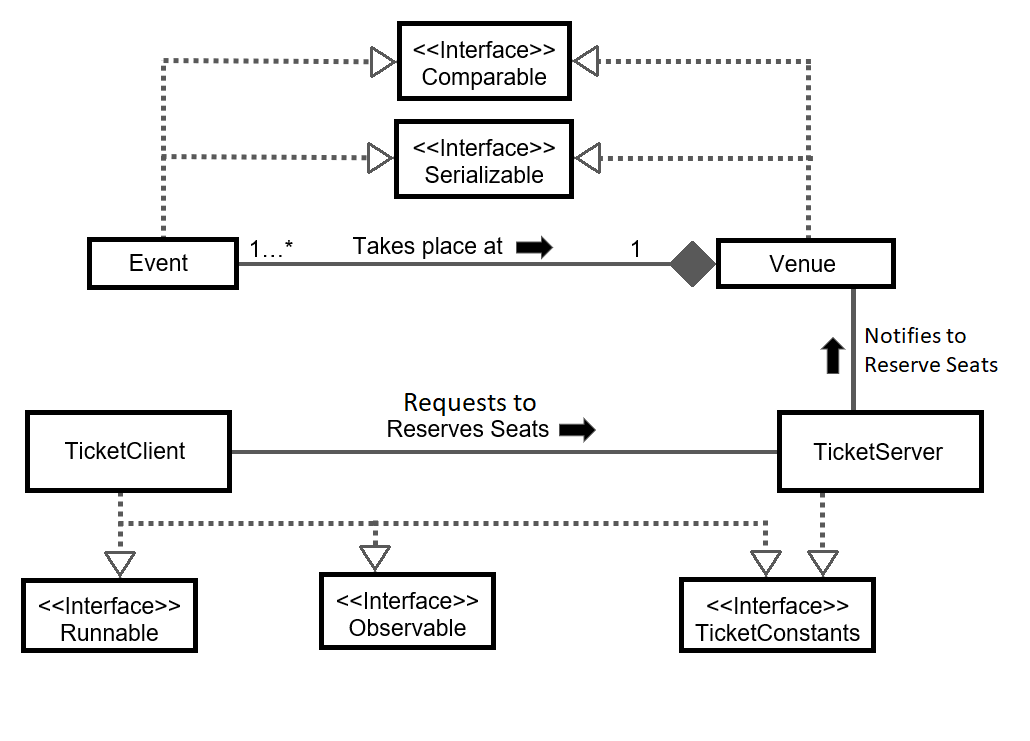 <<Interface>>
Comparable
<<Interface>>
Serializable
1...*
Takes place at
1
Event
Venue
Notifies to
Reserve Seats
Requests to
Reserves Seats
TicketClient
TicketServer
<<Interface>>
Runnable
<<Interface>>
Observable
<<Interface>>
TicketConstants